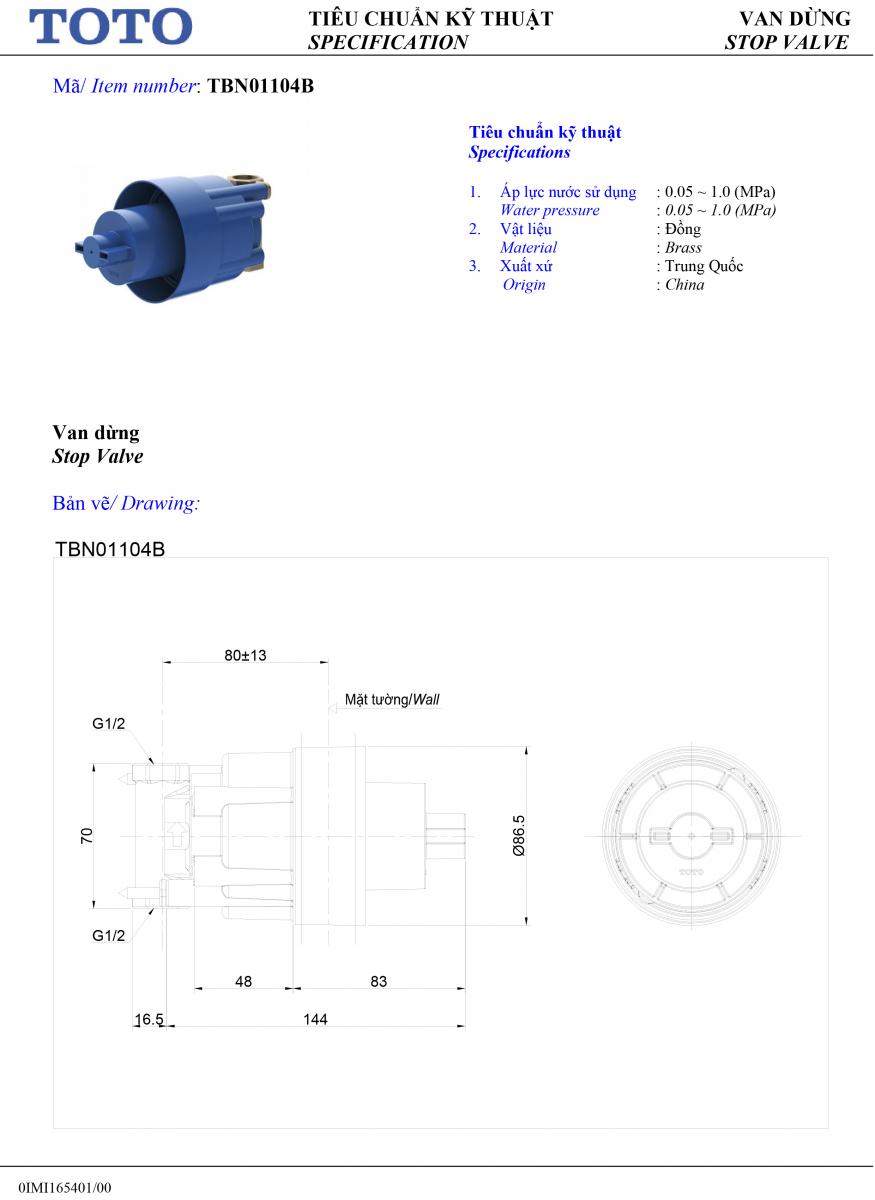 TOTO
TIÊU CHUẨN KỸ THUẬT
SPECIFICATION
VAN DỪNG
STOP VALVE
Mã/ Item number: TBN01104B
Tiêu chuẩn kỹ thuật
Specifications
1. Áp lực nước sử dụng : 0.05 ~ 1.0 (MPa)
Water pressure : 0.05 ~ 1.0 (MPa)
2. Vật liệu : Đồng
Material : Brass
3. Xuất xứ : Trung Quốc
Origin : China
TOTO
Van dừng
Stop Valve
Bản vẽ/ Drawing:
TBN01104B
80±13
Mặt tường/Wall
G1/2
70
Ø86.5
TOTO
G1/2
48
83
16.5
144
0IMI165401/00